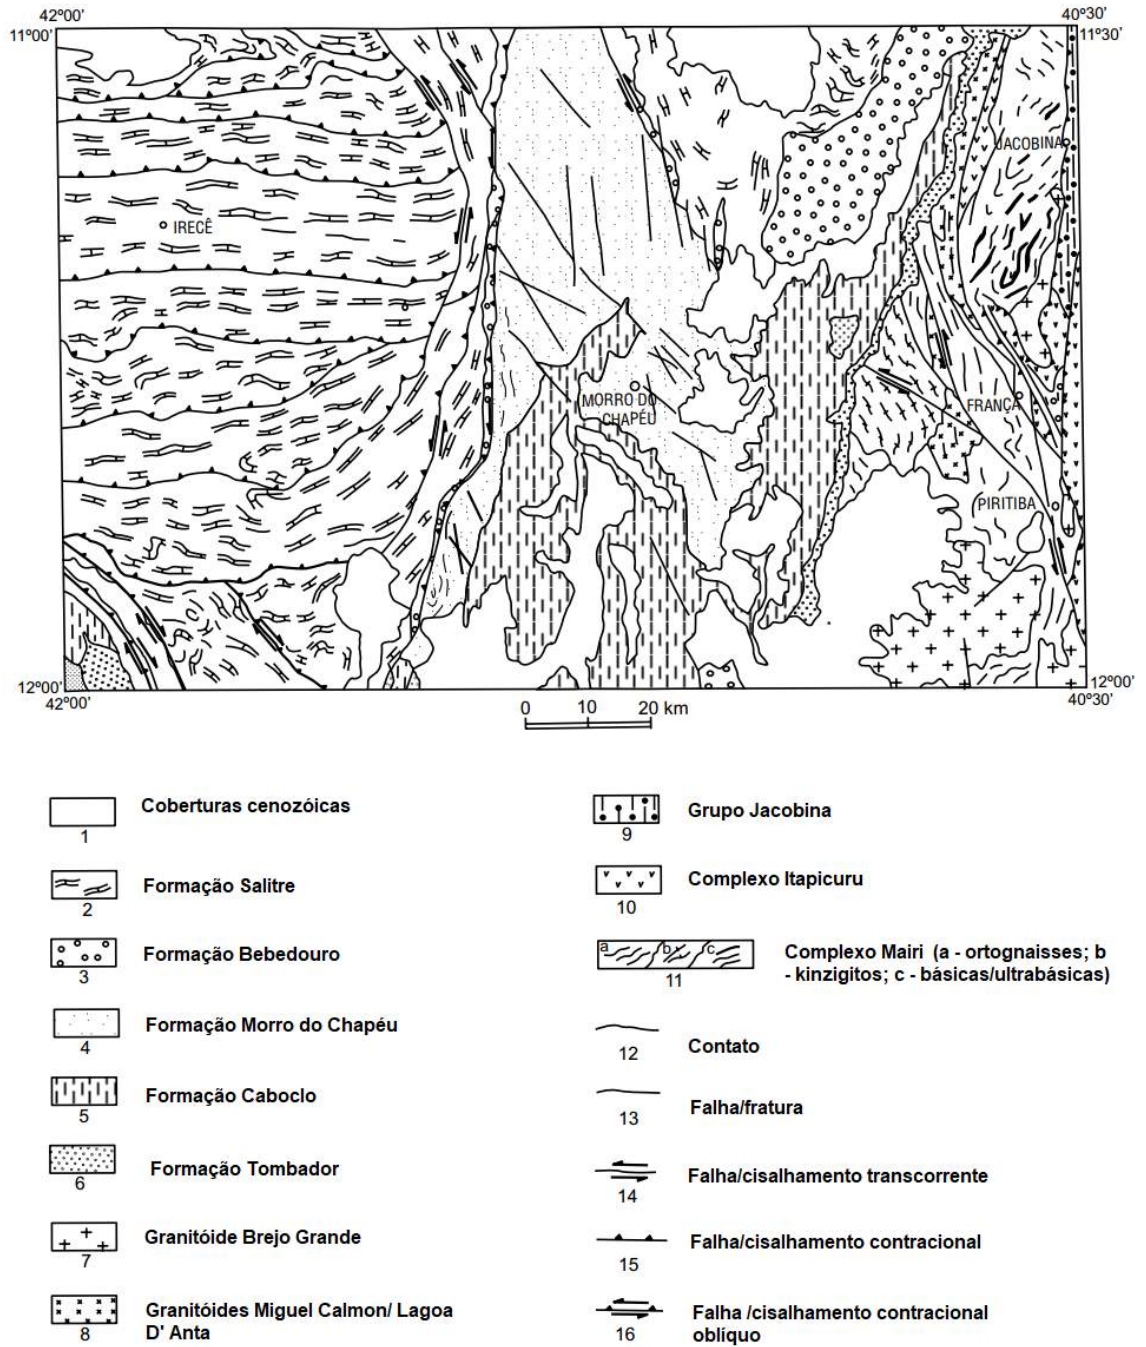 42º00'
40º30'
11º00'
11º30'
JACOBINA
IRECÊ
MORRO DO
CHAPÉU
FRANÇA
PIRITIBA
12º00'
12º00'
42º00'
40º30'
0 10 20 km
Coberturas cenozóicas
1
Formação Salitre
2
Formação Bebedouro
3
Formação Morro do Chapéu
4
Formação Caboclo
5
Formação Tombador
6
Granitóide Brejo Grande
7
Granitóides Miguel Calmon/ Lagoa
D' Anta
8
Grupo Jacobina
9
Complexo Itapicuru
10
a b c
Complexo Mairi (a - ortognaisses; b
- kinzigitos; c - básicas/ultrabásicas)
11
Contato
12
Falha/fratura
13
Falha/cisalhamento transcorrente
14
Falha/cisalhamento contracional
15
Falha /cisalhamento contracional
oblíquo
16